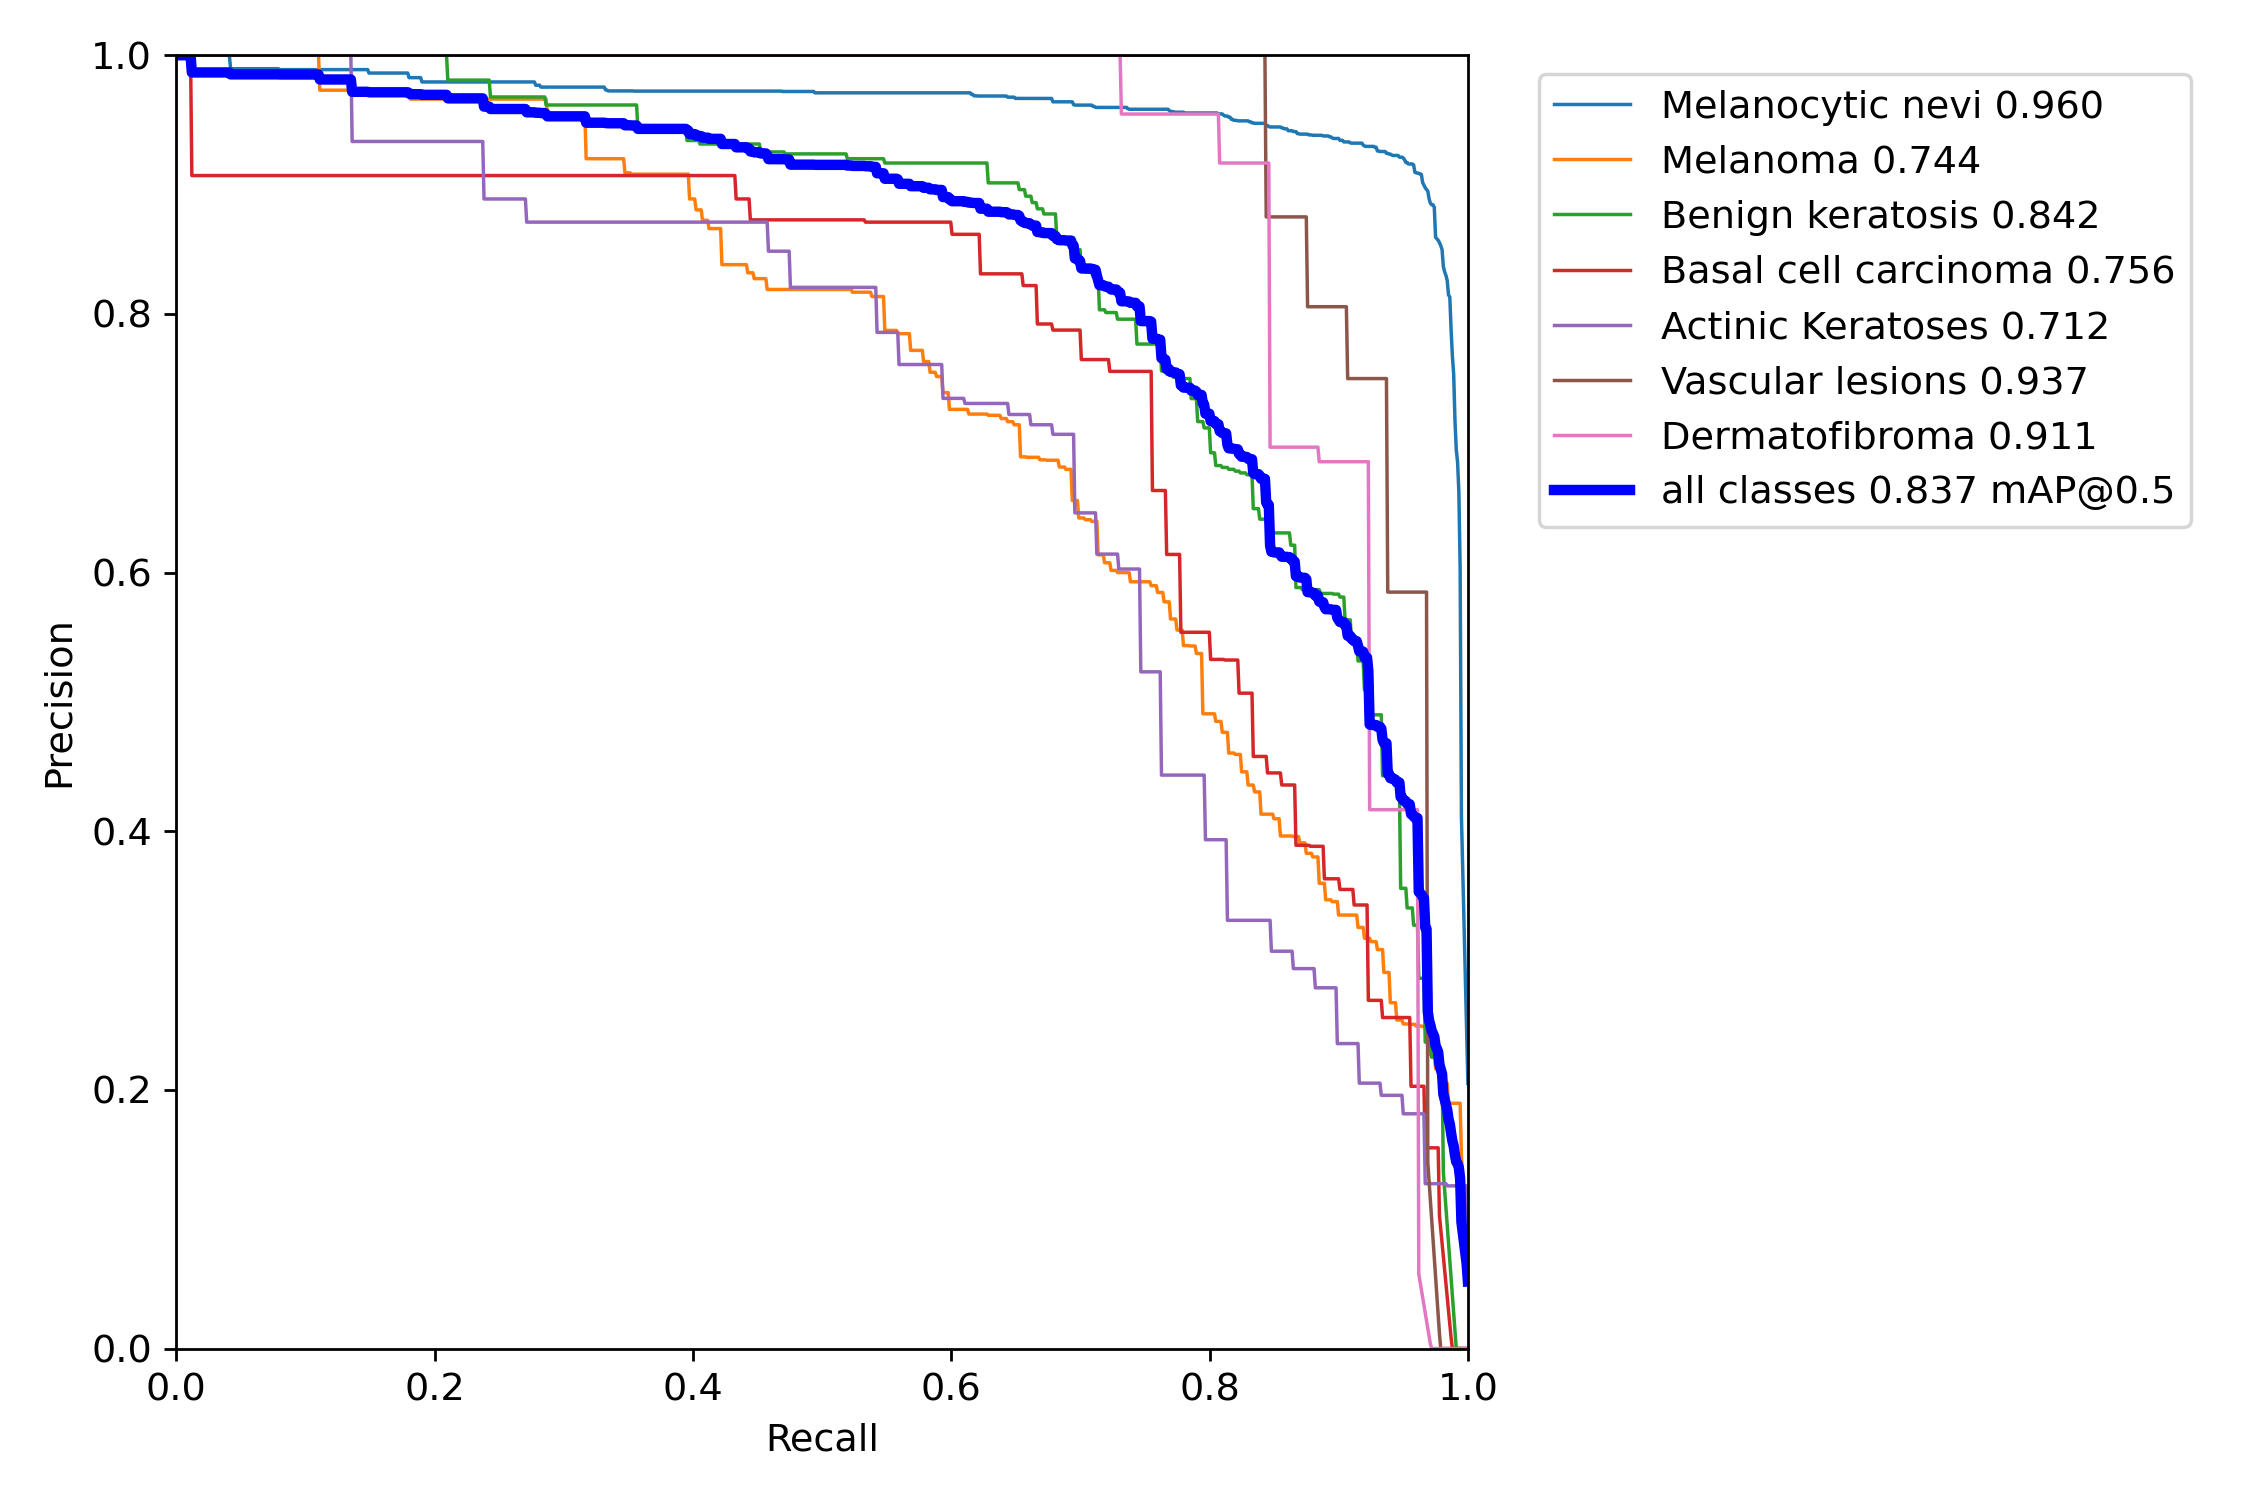 1.0
0.8
0.6
0.4
0.2
0.0
Precision
0.0 0.2 0.4 0.6 0.8 1.0
Recall
Melanocytic nevi 0.960
Melanoma 0.744
Benign keratosis 0.842
Basal cell carcinoma 0.756
Actinic Keratoses 0.712
Vascular lesions 0.937
Dermatofibroma 0.911
all classes 0.837 mAP@0.5